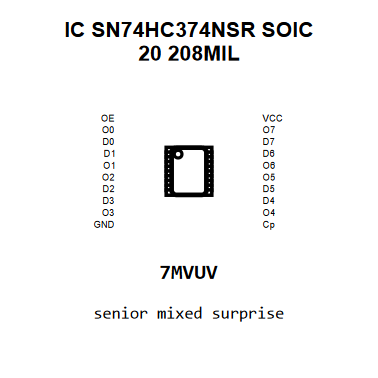 IC SN74HC374NSR SOIC
20 208MIL
OE VCC
O0 O7
D0 D7
D1 D6
O1 O6
O2 O5
D2 D5
D3 D4
O3 O4
GND Cp
7MVUV
senior mixed surprise